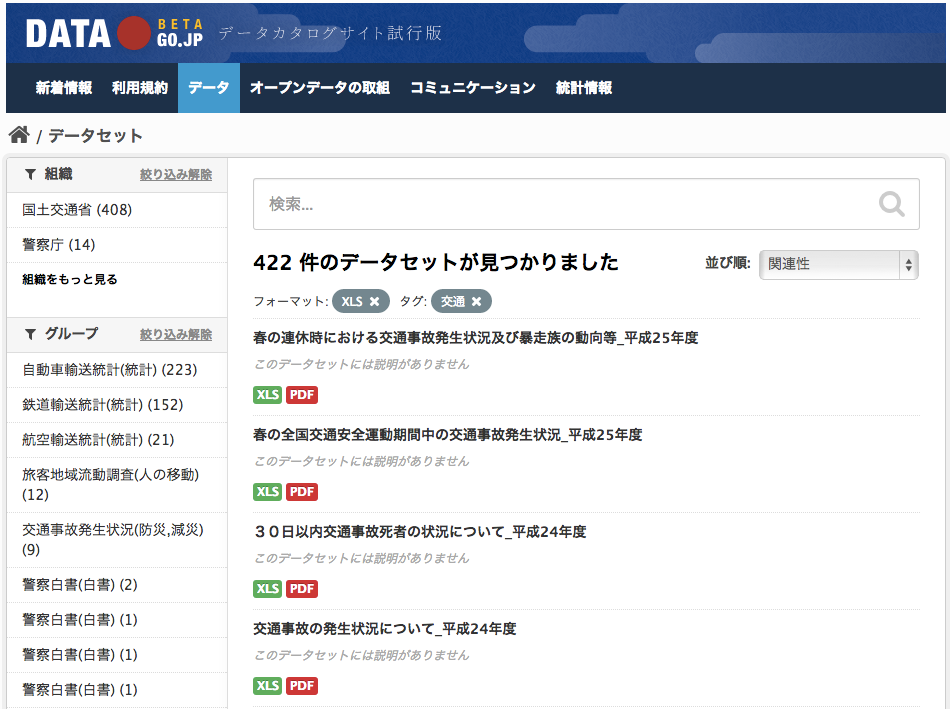 DATA GO.JP BETA データカタログサイト試行版
新着情報 利用規約 データ オープンデータの取組 コミュニケーション 統計情報
/ データセット
組織 絞り込み解除
国土交通省 (408)
警察庁 (14)
組織をもっと見る
グループ 絞り込み解除
自動車輸送統計(統計) (223)
鉄道輸送統計(統計) (152)
航空輸送統計(統計) (21)
旅客地域流動調査(人の移動)
(12)
交通事故発生状況(防災,減災)
(9)
警察白書(白書) (2)
警察白書(白書) (1)
警察白書(白書) (1)
警察白書(白書) (1)
検索...
422 件のデータセットが見つかりました
並び順: 関連性
フォーマット: XLS ✖ タグ: 交通 ✖
春の連休時における交通事故発生状況及び暴走族の動向等_平成25年度
このデータセットには説明がありません
XLS PDF
春の全国交通安全運動期間中の交通事故発生状況_平成25年度
このデータセットには説明がありません
XLS PDF
３０日以内交通事故死者の状況について_平成24年度
このデータセットには説明がありません
XLS PDF
交通事故の発生状況について_平成24年度
このデータセットには説明がありません
XLS PDF